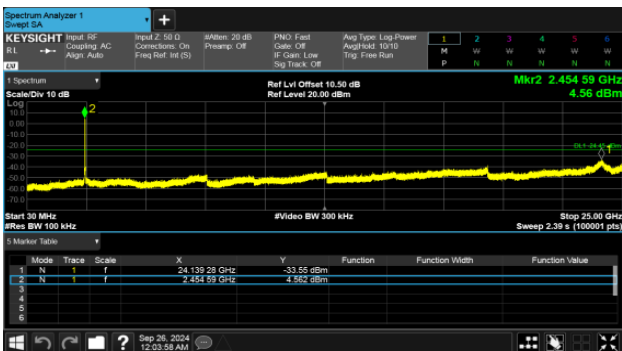 Spectrum Analyzer 1
Swept SA
KEYSIGHT Input: RF Input Z: 50 Ω #Atten: 20 dB PNO: Fast Avg Type: Log-Power 1 2 3 4 5 6
RL Coupling: AC Corrections: On Preamp: Off Gate: Off Avg|Hold: 10/10 M W W W W W
Align: Auto Freq Ref: Int (S) IF Gain: Low Trig: Free Run
Sig Track: Off P N N N N N
LXI
1 Spectrum Ref Lvl Offset 10.50 dB Mkr2 2.454 59 GHz
Scale/Div 10 dB Ref Level 20.00 dBm 4.56 dBm
Log
10.0 2
0.00
-10.0
-20.0
-30.0 1
-40.0
-50.0
-60.0
-70.0
Start 30 MHz #Video BW 300 kHz Stop 25.00 GHz
#Res BW 100 kHz Sweep 2.39 s (100001 pts)
5 Marker Table
Mode Trace Scale X Y Function Function Width Function Value
1 N 1 f 24.139 28 GHz -33.55 dBm
2 N 1 f 2.454 59 GHz 4.562 dBm
3
4
5
6
? Sep 26, 2024
12:03:58 AM